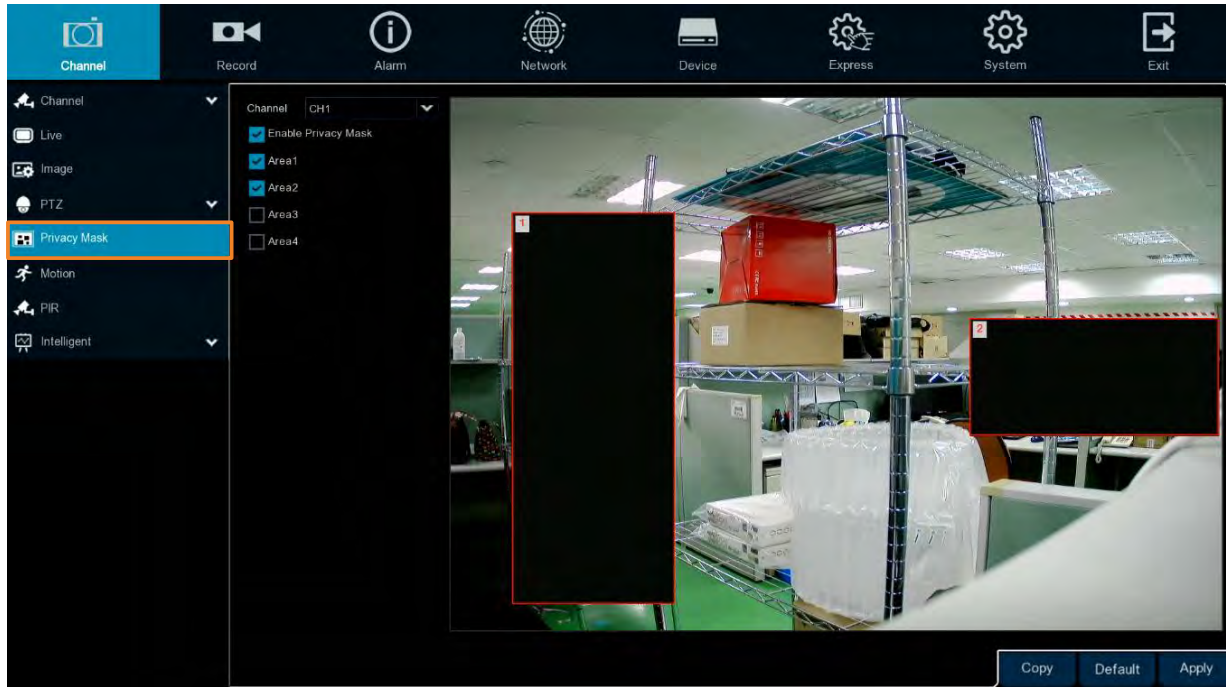 Channel
Record
Alarm
Network
Device
Express
System
Exit
Channel
Live
Image
PTZ
Privacy Mask
Motion
PIR
Intelligent
Channel CH1
Enable Privacy Mask
Area1
Area2
Area3
Area4
1
2
Copy
Default
Apply